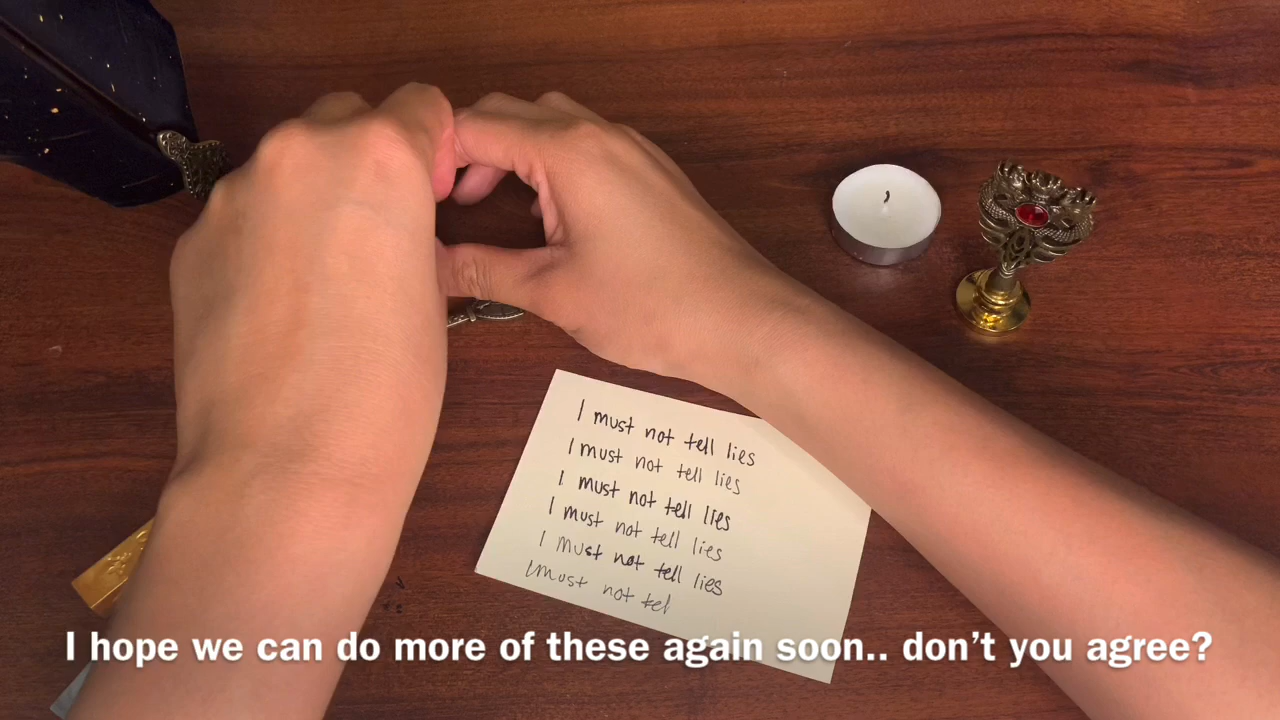 I must not tell lies
I must not tell lies
I must not tell lies
I must not tell lies
I must not tell lies
I must not tel
I hope we can do more of these again soon.. don't you agree?